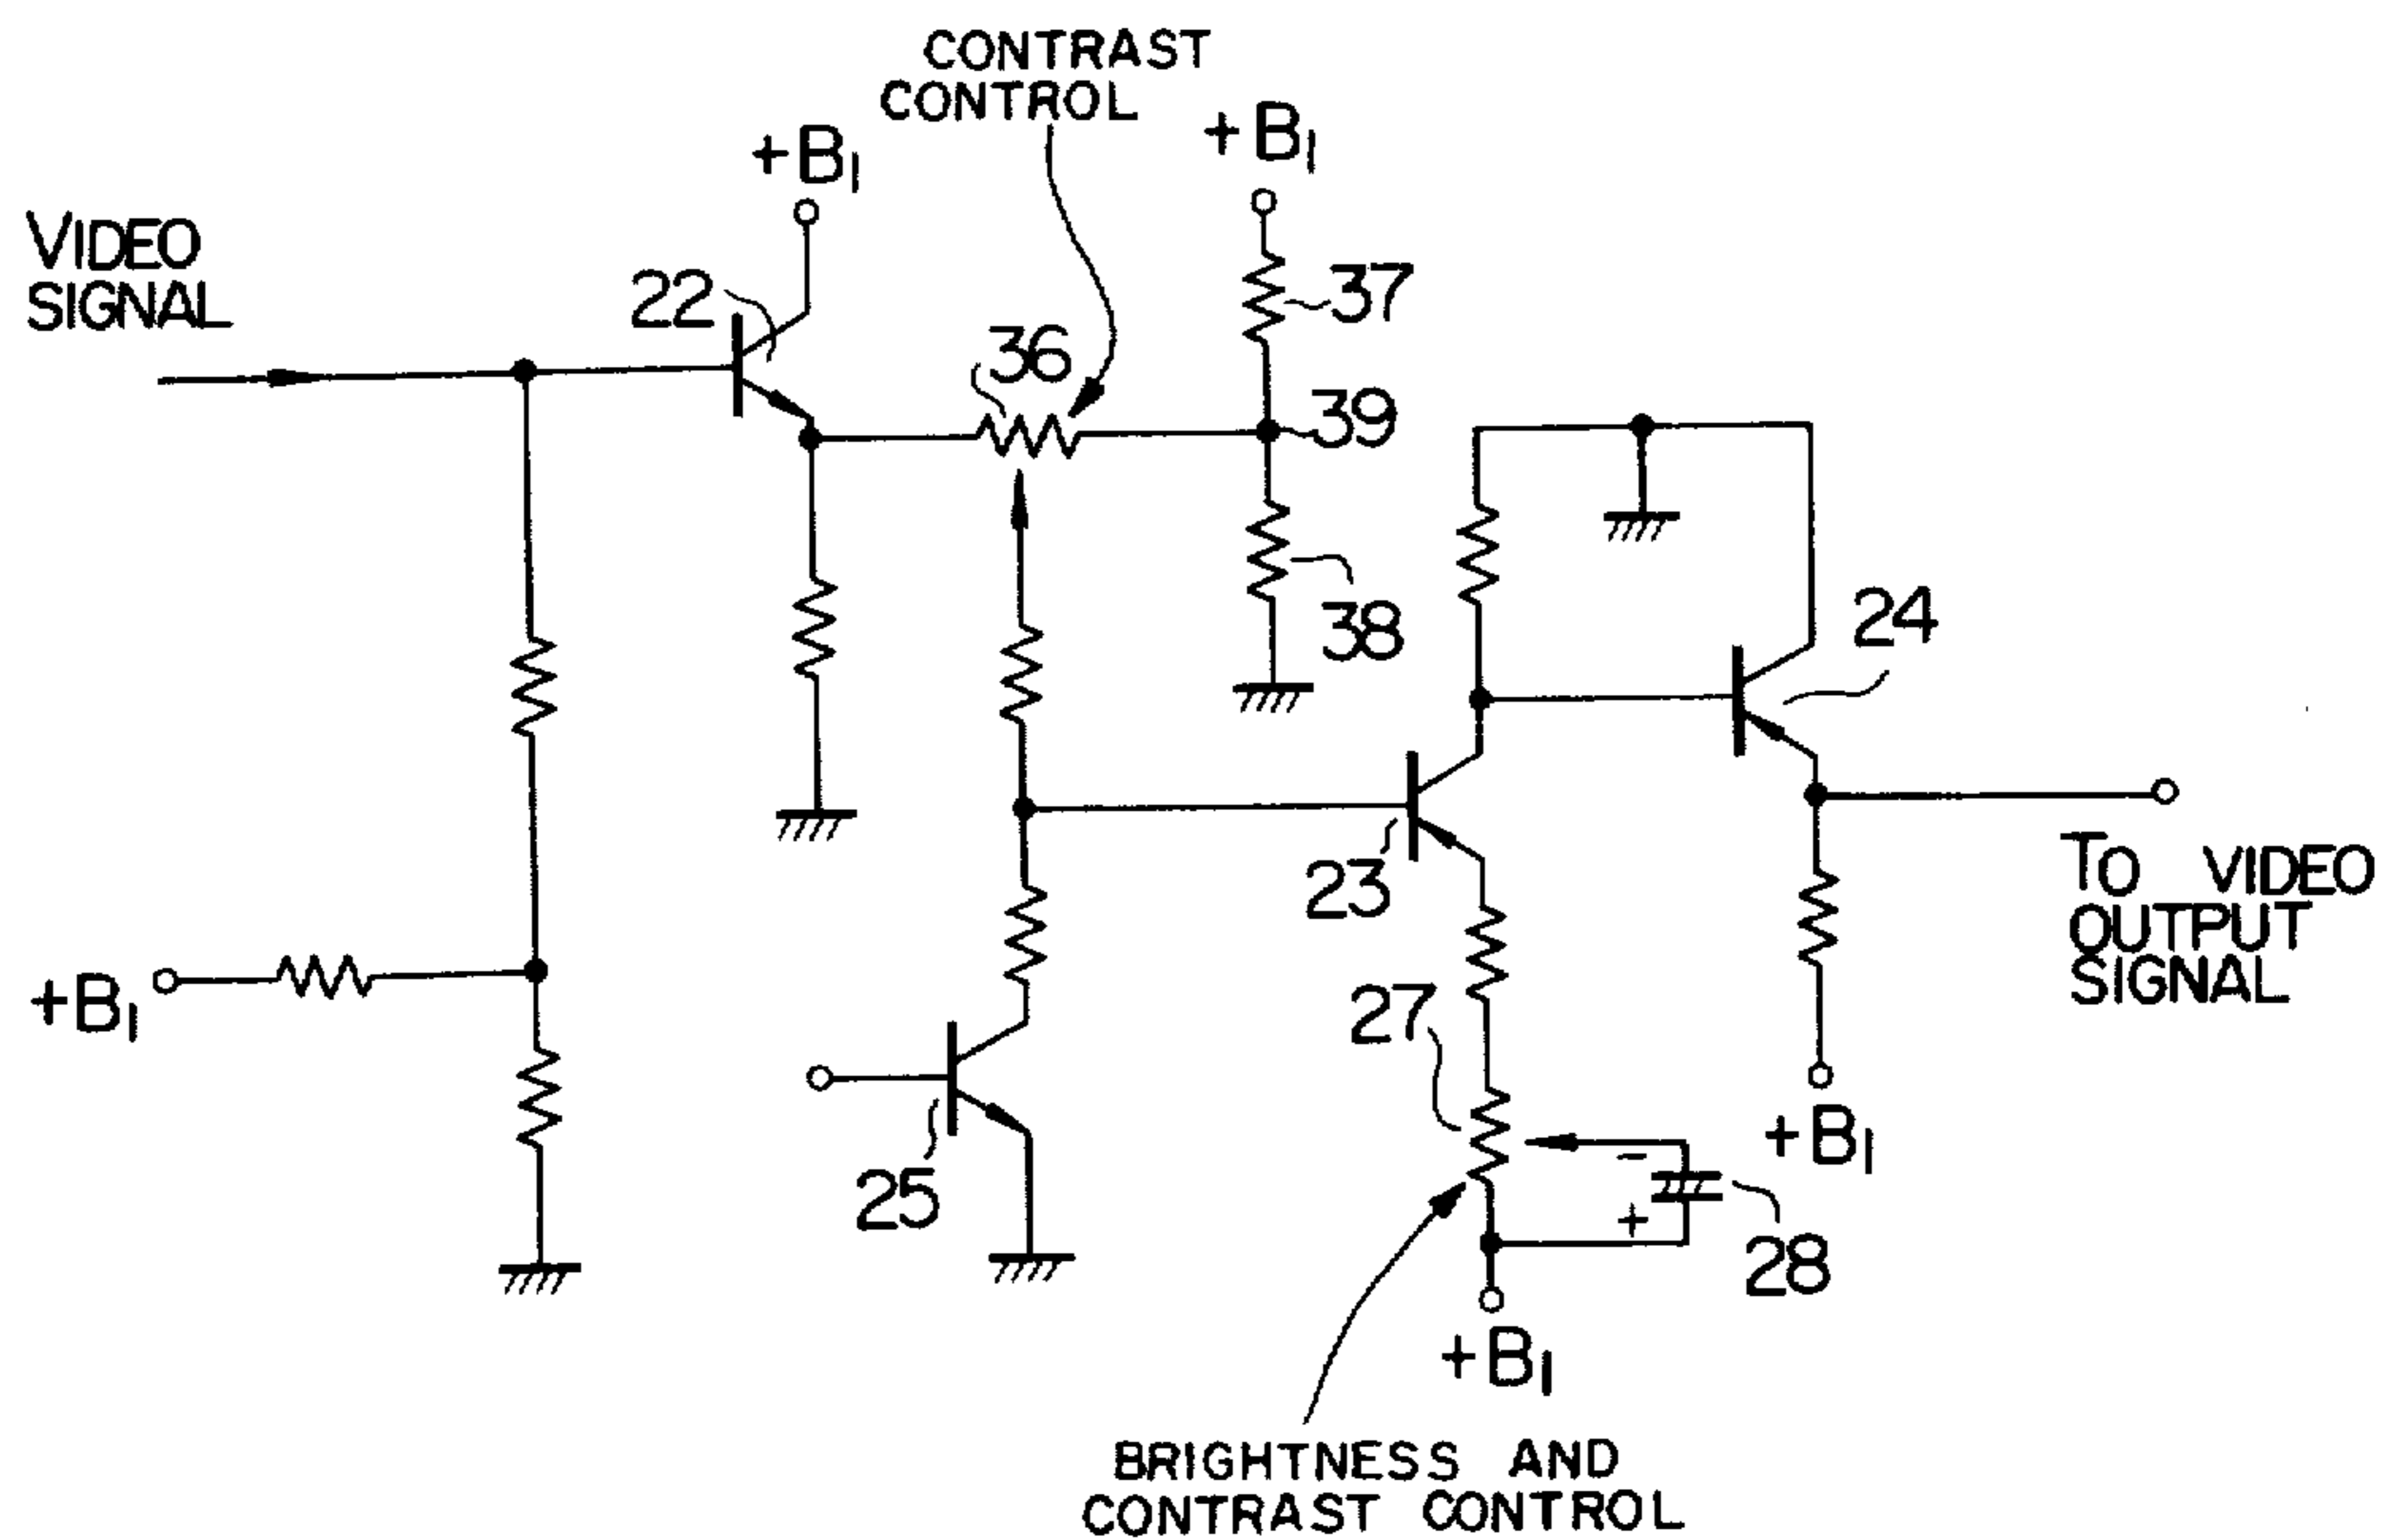 CONTRAST
CONTROL
+B1
+B1
VIDEO
SIGNAL
22
37
36
39
38
24
23
TO VIDEO
OUTPUT
SIGNAL
27
+B1
-
+B1
25
+
28
+B1
BRIGHTNESS AND
CONTRAST CONTROL